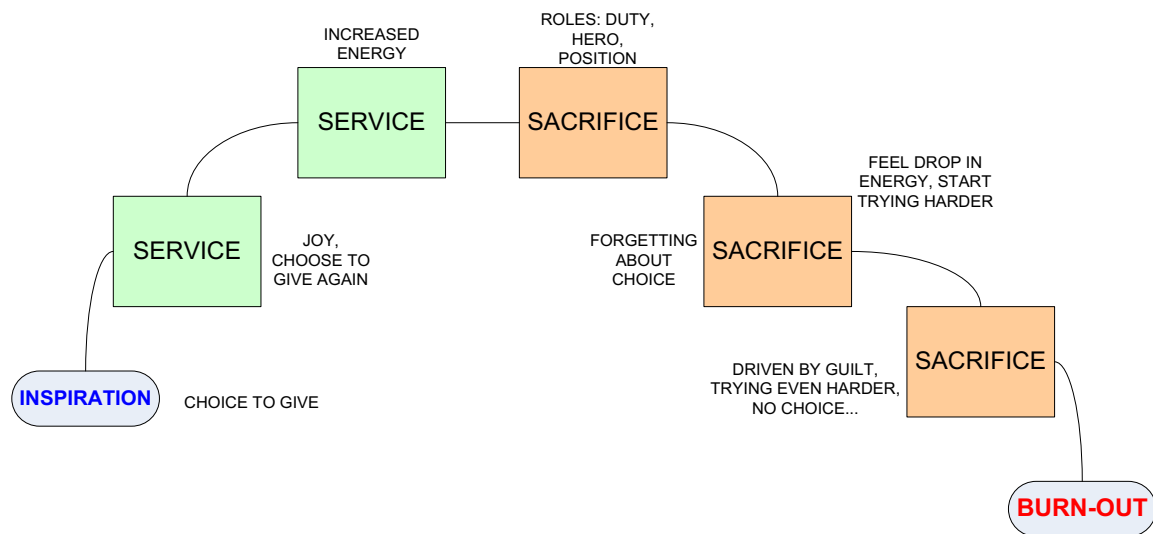 INCREASED
ENERGY
ROLES: DUTY,
HERO,
POSITION
SERVICE
SACRIFICE
FEEL DROP IN
ENERGY, START
TRYING HARDER
SERVICE
JOY,
CHOOSE TO
GIVE AGAIN
FORGETTING
ABOUT
CHOICE
SACRIFICE
SACRIFICE
DRIVEN BY GUILT,
TRYING EVEN HARDER,
NO CHOICE...
INSPIRATION
CHOICE TO GIVE
BURN-OUT